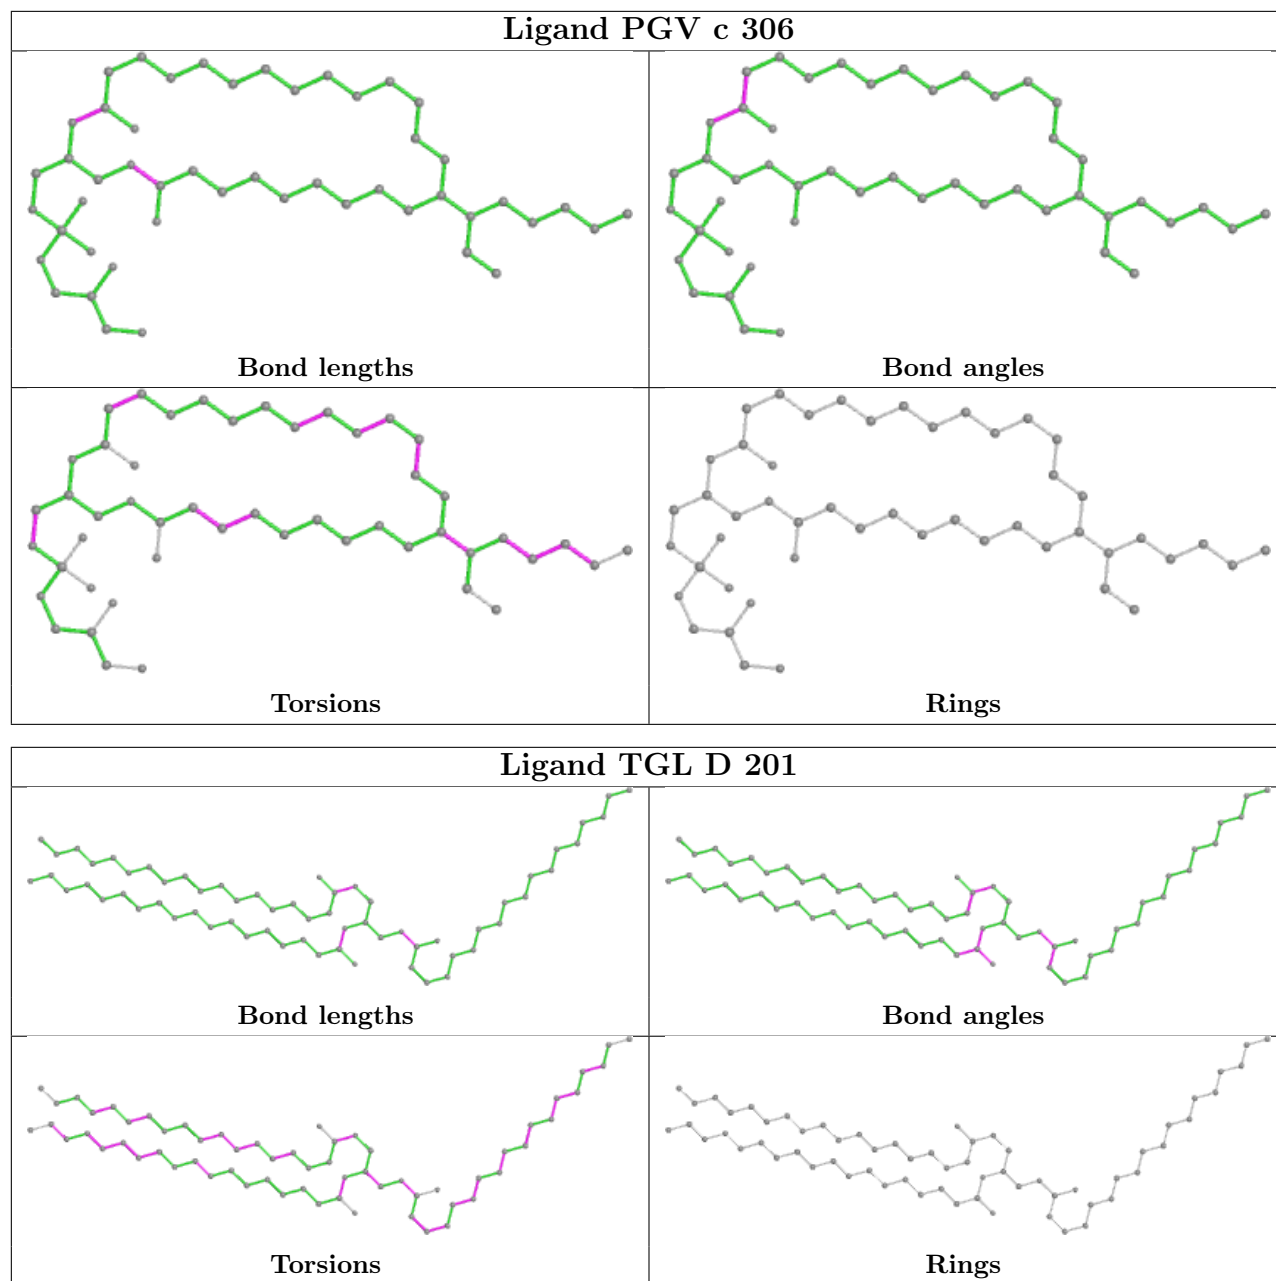 Ligand PGV c 306
Bond lengths
Bond angles
Torsions
Rings
Ligand TGL D 201
Bond lengths
Bond angles
Torsions
Rings